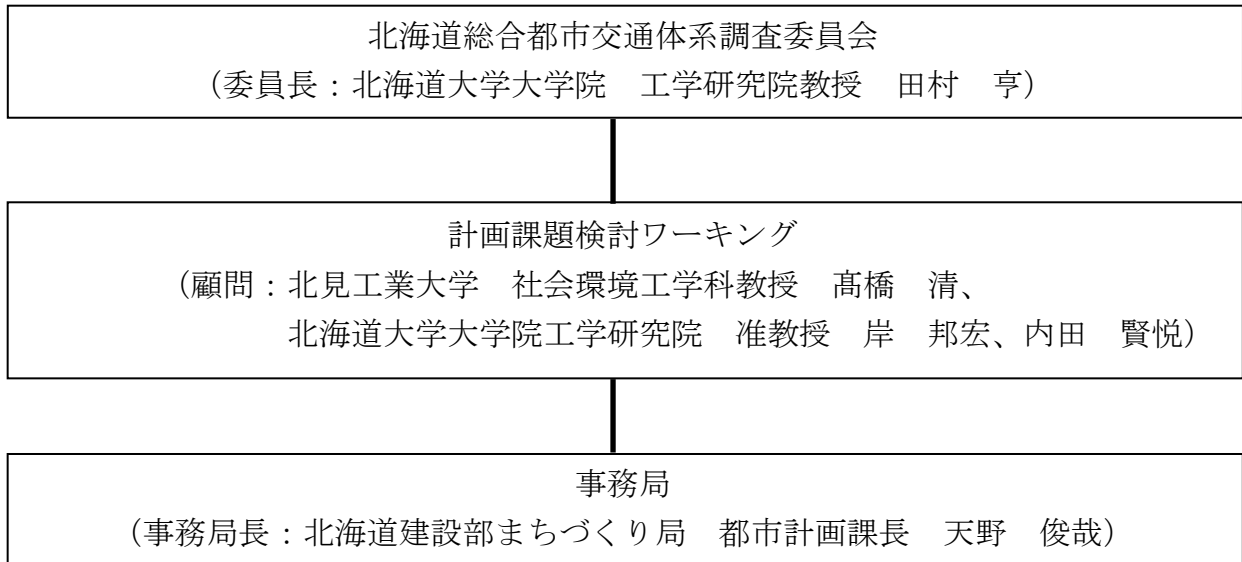 北海道総合都市交通体系調査委員会
（委員長：北海道大学大学院　工学研究院教授　田村　亨）
計画課題検討ワーキング
（顧問：北見工業大学　社会環境工学科教授　髙橋　清、
北海道大学大学院工学研究院　准教授　岸　邦宏、内田　賢悦）
事務局
（事務局長：北海道建設部まちづくり局　都市計画課長　天野　俊哉）